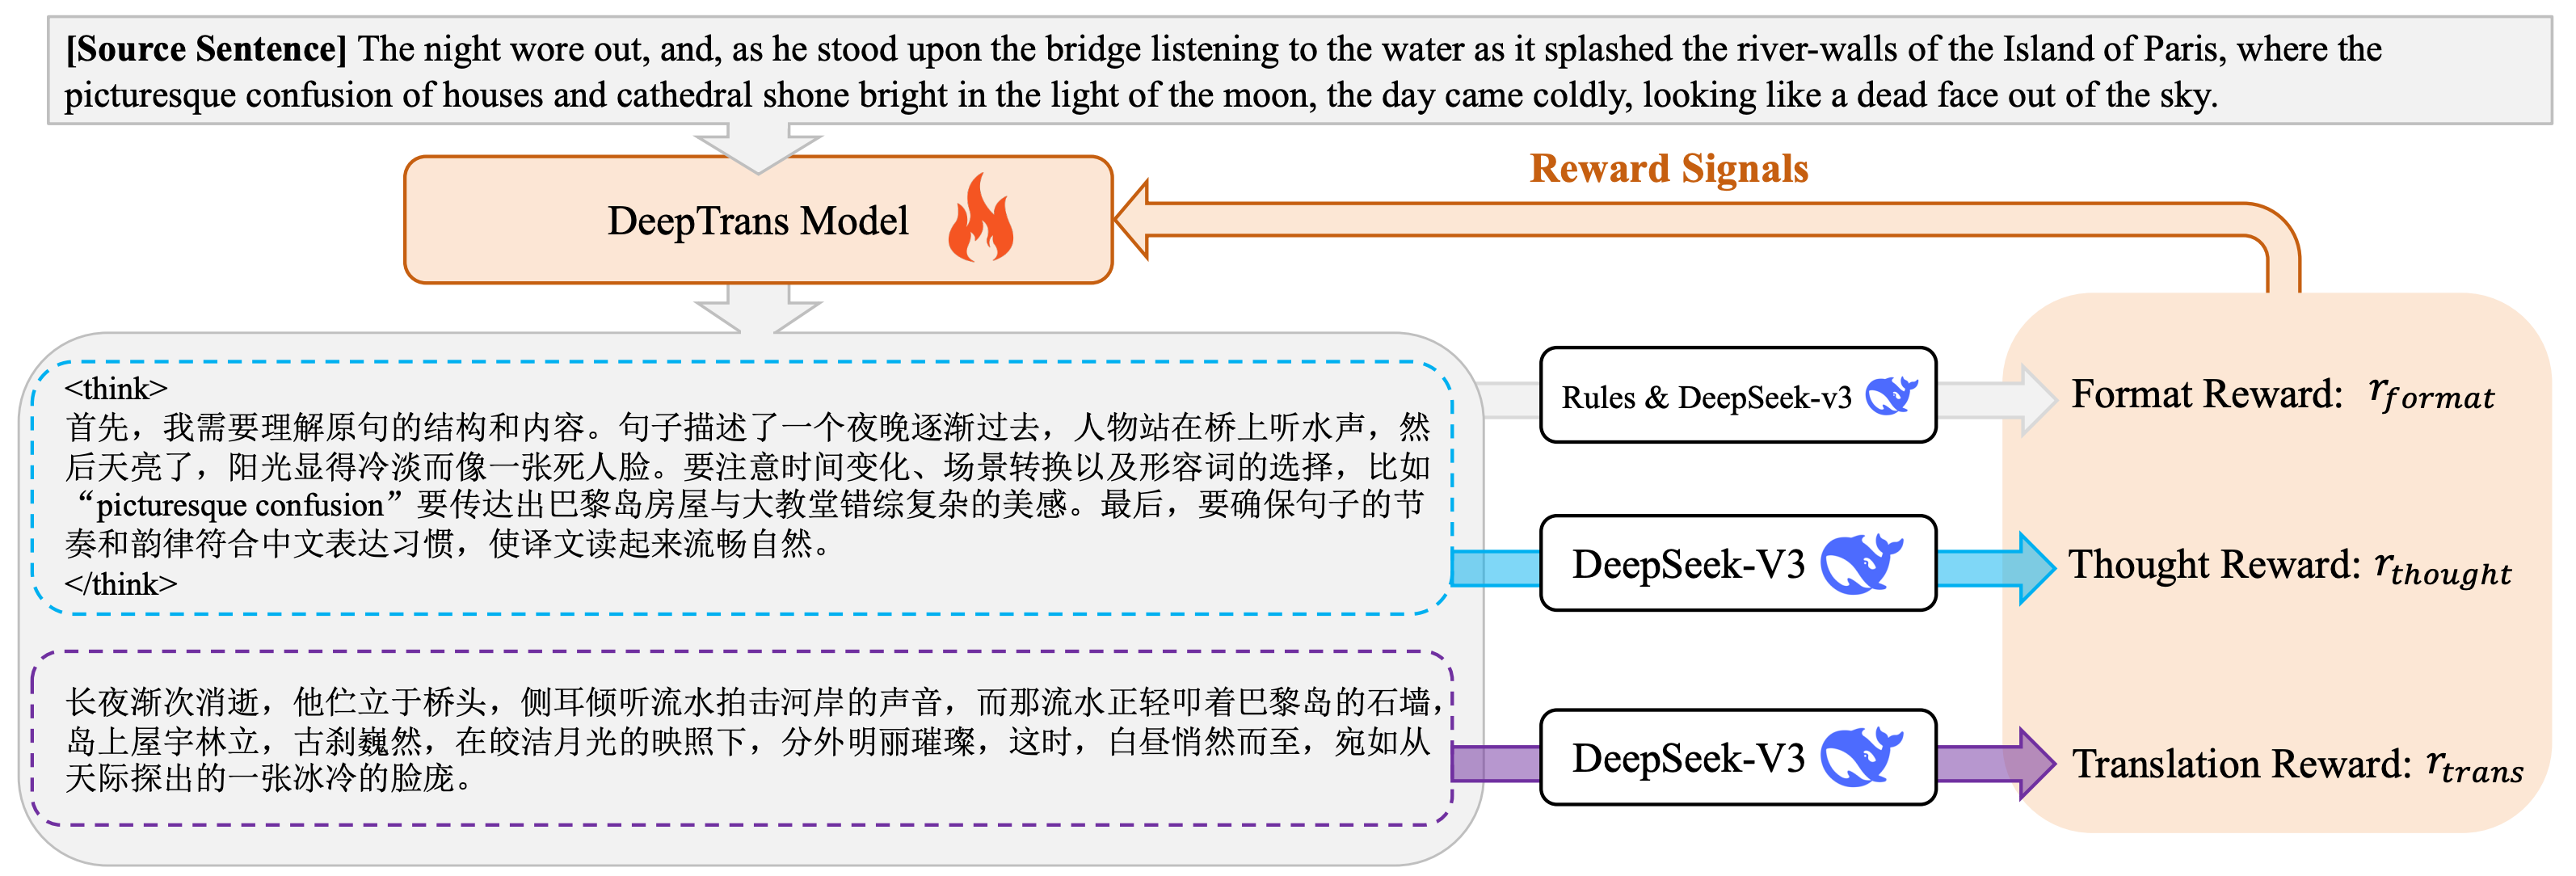 [Source Sentence] The night wore out, and, as he stood upon the bridge listening to the water as it splashed the river-walls of the Island of Paris, where the
picturesque confusion of houses and cathedral shone bright in the light of the moon, the day came coldly, looking like a dead face out of the sky.
Reward Signals
DeepTrans Model
<think>
首先，我需要理解原句的结构和内容。句子描述了一个夜晚逐渐过去，人物站在桥上听水声，然
后天亮了，阳光显得冷淡而像一张死人脸。要注意时间变化、场景转换以及形容词的选择，比如
“picturesque confusion”要传达出巴黎岛房屋与大教堂错综复杂的美感。最后，要确保句子的节
奏和韵律符合中文表达习惯，使译文读起来流畅自然。
</think>
长夜渐次消逝，他伫立于桥头，侧耳倾听流水拍击河岸的声音，而那流水正轻叩着巴黎岛的石墙，
岛上屋宇林立，古刹巍然，在皎洁月光的映照下，分外明丽璀璨，这时，白昼悄然而至，宛如从
天际探出的一张冰冷的脸庞。
Rules & DeepSeek-v3
Format Reward: r_format
DeepSeek-V3
Thought Reward: r_thought
DeepSeek-V3
Translation Reward: r_trans